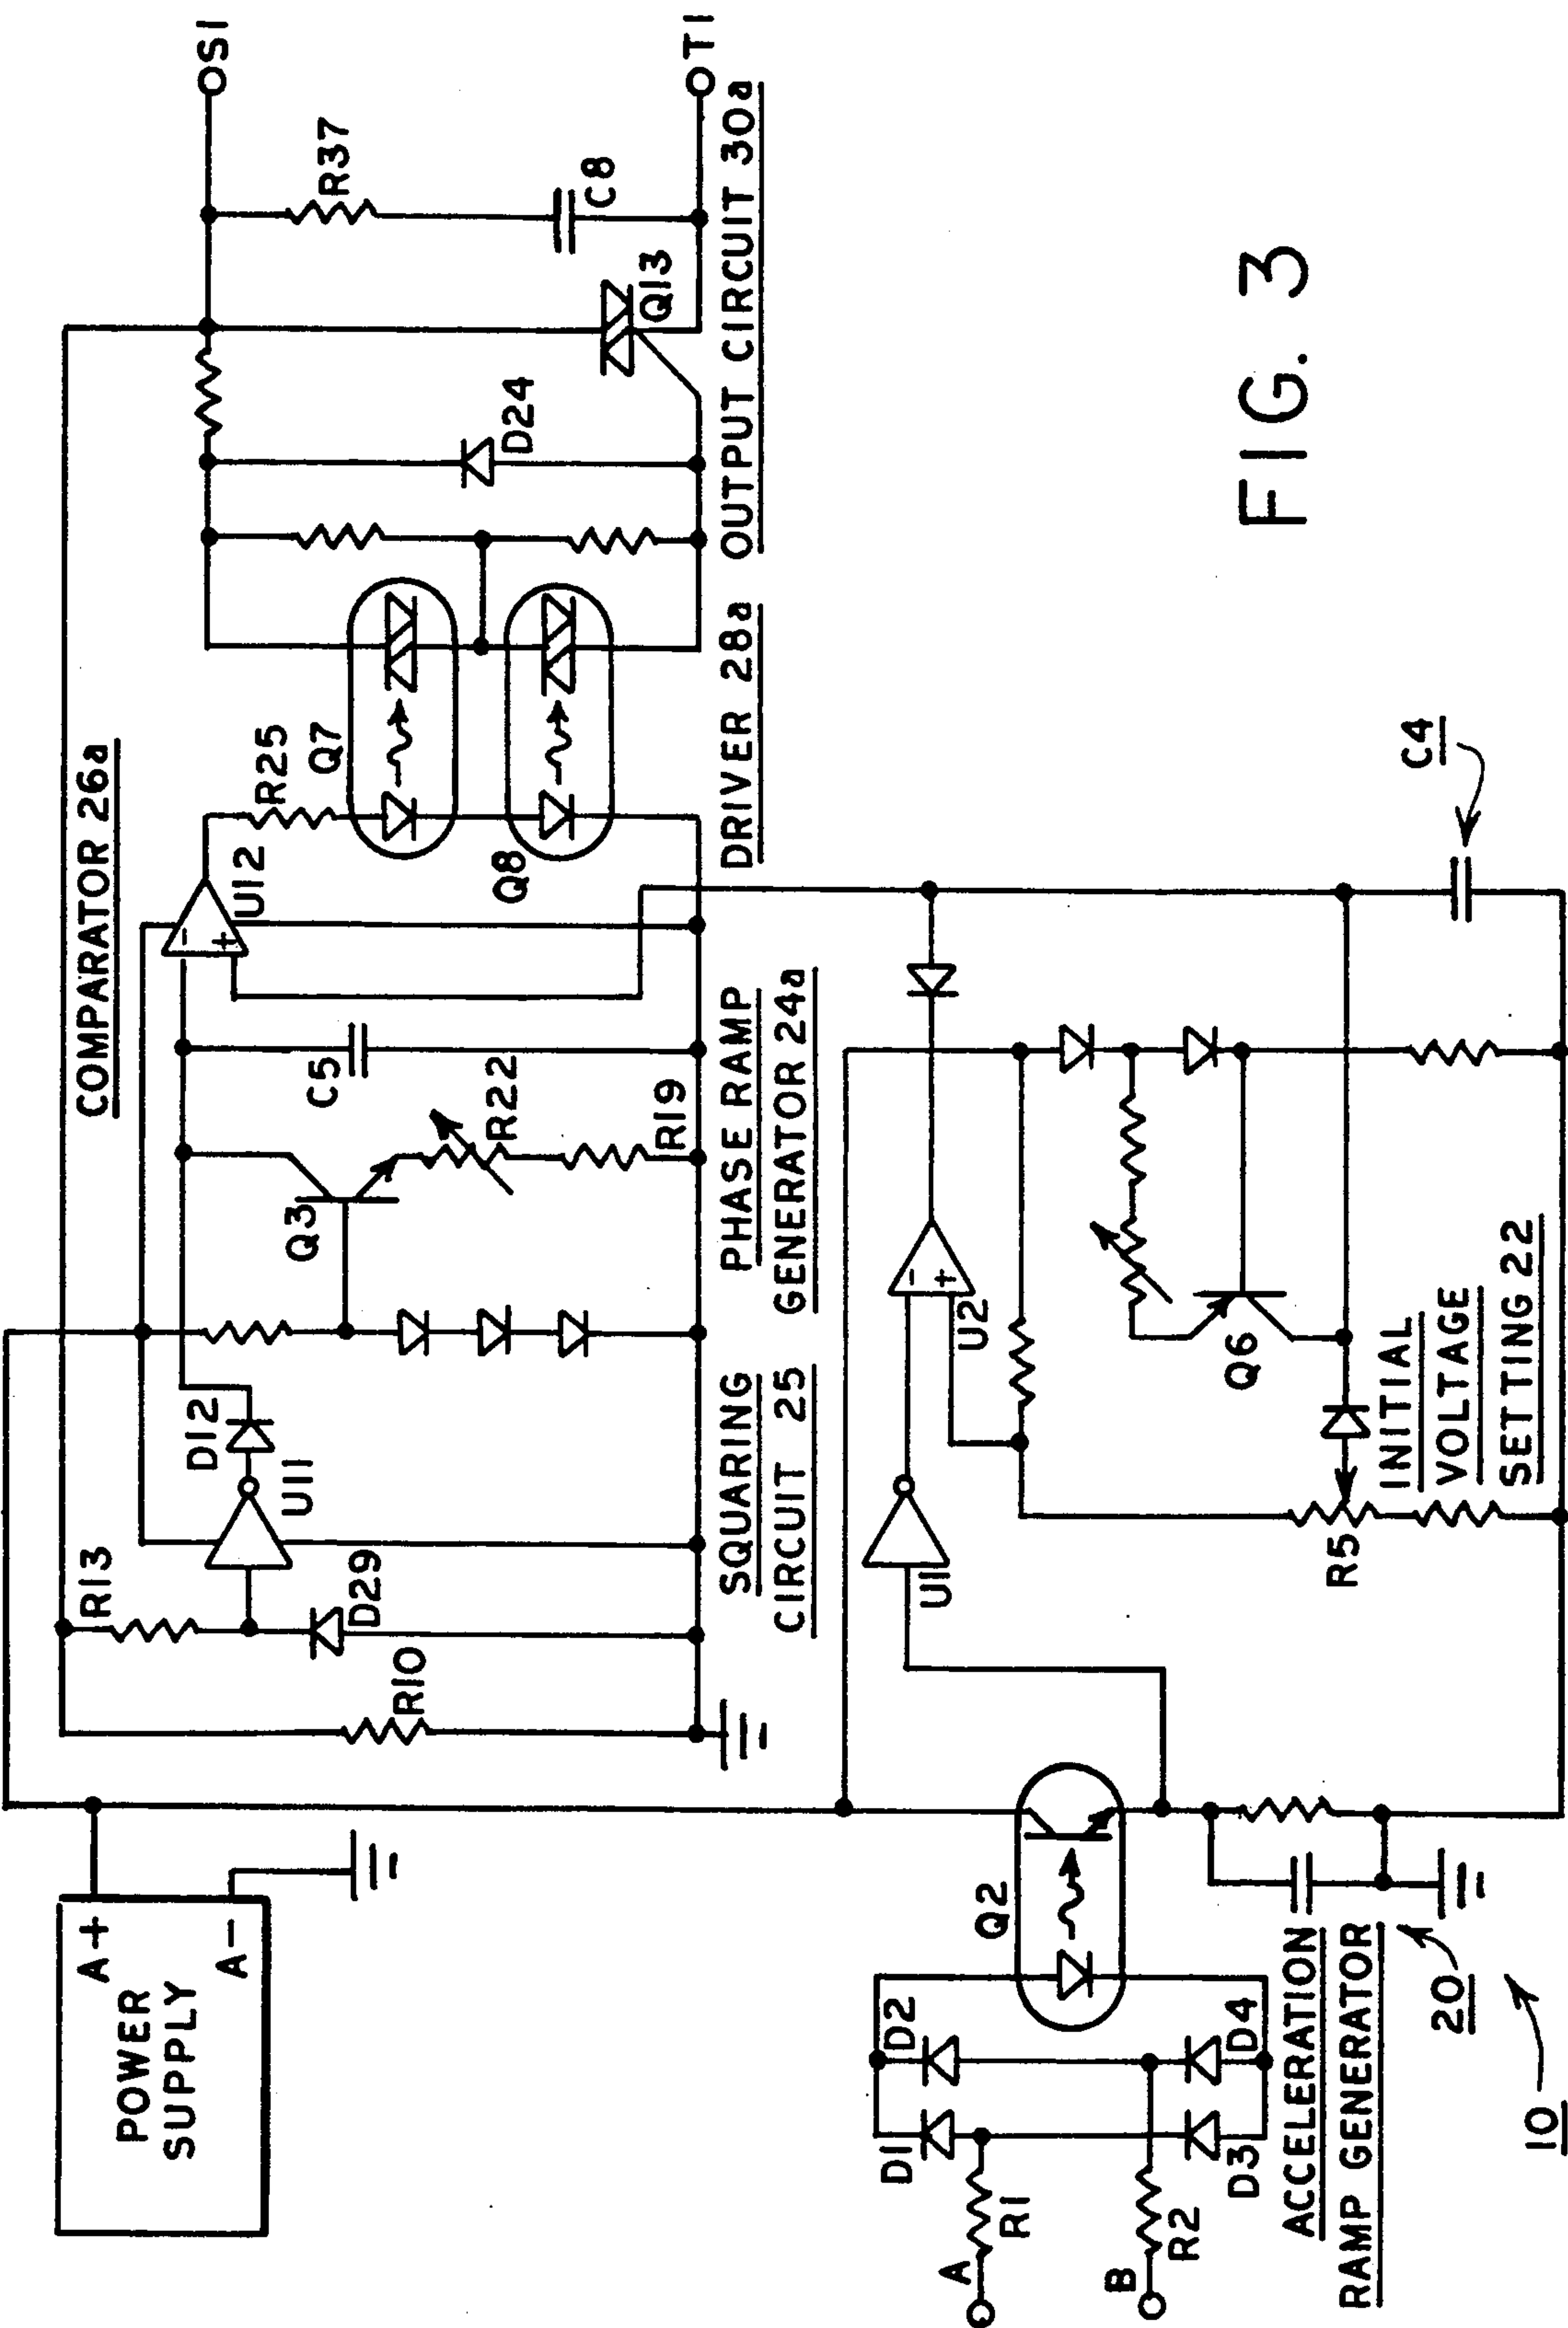 POWER
SUPPLY
A+
A-
COMPARATOR 26a
R13
D12
U11
D29
R10
Q3
C5
R22
R19
U12
R25
Q7
Q8
D24
R37
C8
Q13
S1
T1
SQUARING
CIRCUIT 25
PHASE RAMP
GENERATOR 24a
DRIVER 28a
OUTPUT CIRCUIT 30a
A
R1
B
R2
D1
D2
D3
D4
Q2
U1
U2
Q6
R5
C4
INITIAL
VOLTAGE
SETTING 22
ACCELERATION
RAMP GENERATOR
20
10
- +
- +
FIG. 3